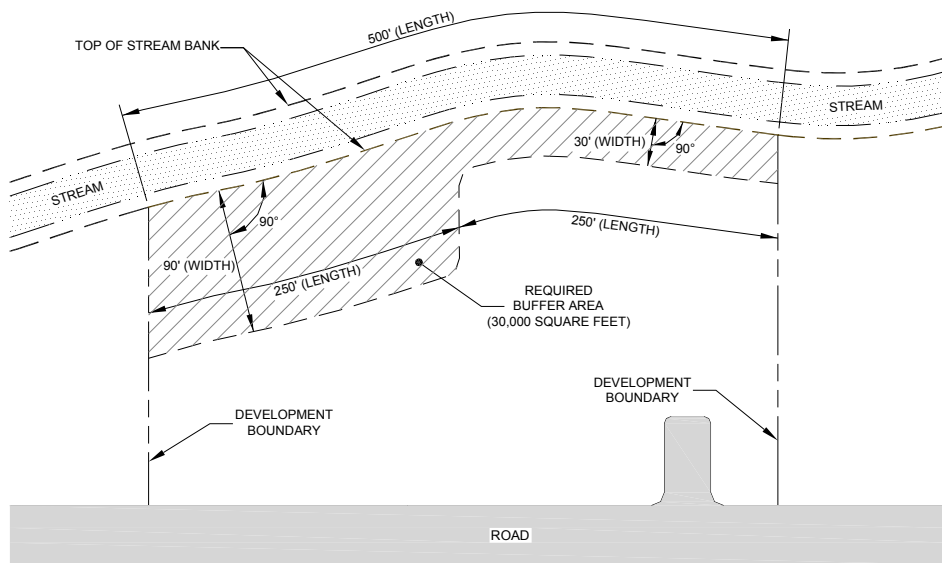 500' (LENGTH)
TOP OF STREAM BANK
STREAM
30' (WIDTH)
90°
STREAM
90°
250' (LENGTH)
90' (WIDTH)
250' (LENGTH)
REQUIRED
BUFFER AREA
(30,000 SQUARE FEET)
DEVELOPMENT
BOUNDARY
DEVELOPMENT
BOUNDARY
ROAD